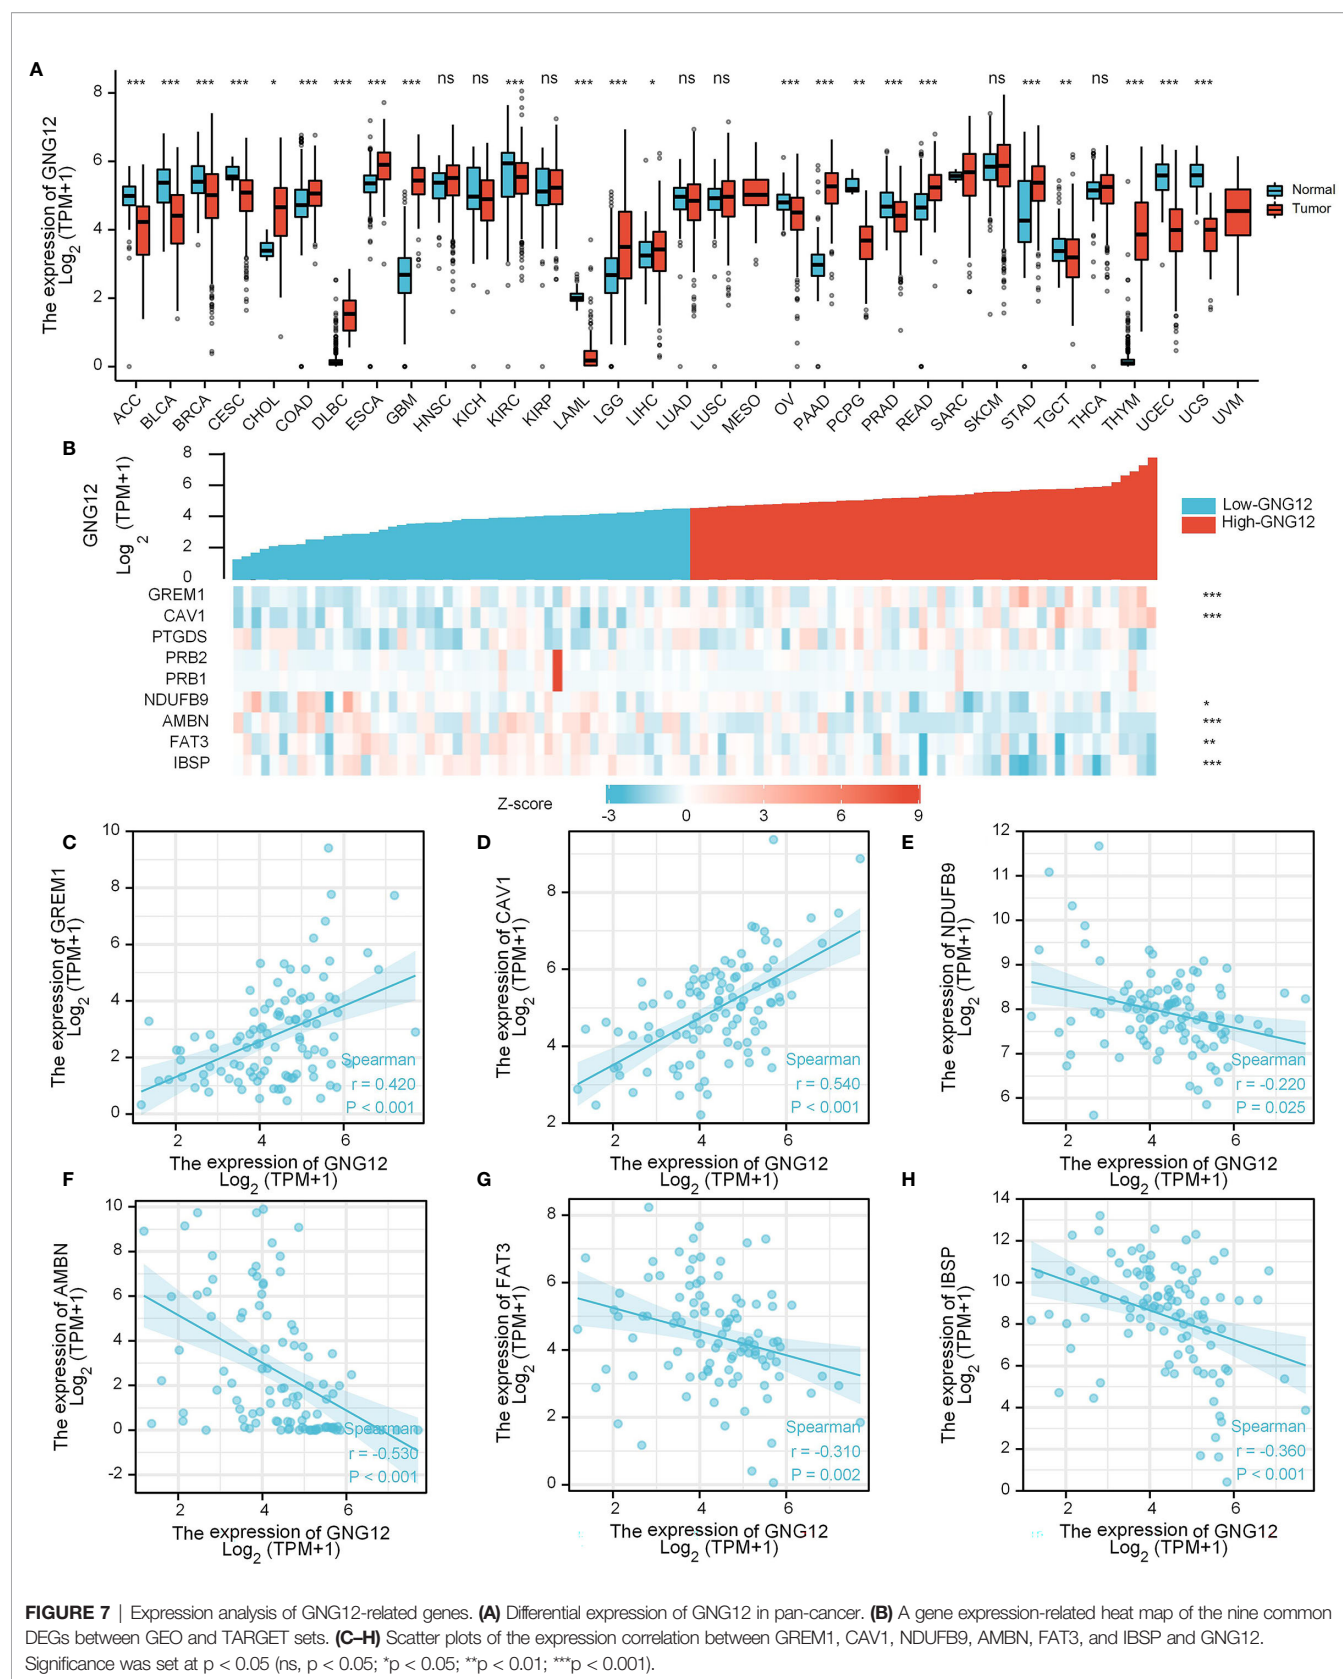 A
*** *** *** *** * *** *** *** *** ns ns *** ns *** *** * ns ns *** *** ** *** *** ns *** ** ns *** *** ***
The expression of GNG12
Log2 (TPM+1)
8
6
4
2
0
Normal
Tumor
ACC BLCA BRCA CESC CHOL COAD DLBC ESCA GBM HNSC KICH KIRC KIRP LAML LGG LIHC LUAD LUSC MESO OV PAAD PCPG PRAD READ SARC SKCM STAD TGCT THCA THYM UCEC UCS UVM
B
GNG12
Log2 (TPM+1)
8
6
4
2
0
Low-GNG12
High-GNG12
GREM1 ***
CAV1 ***
PTGDS
PRB2
PRB1
NDUFB9 *
AMBN ***
FAT3 **
IBSP ***
Z-score
-3 0 3 6 9
C
The expression of GREM1
Log2 (TPM+1)
10
8
6
4
2
0
Spearman
r = 0.420
P < 0.001
2 4 6
The expression of GNG12
Log2 (TPM+1)
D
The expression of CAV1
Log2 (TPM+1)
8
6
4
2
Spearman
r = 0.540
P < 0.001
2 4 6
The expression of GNG12
Log2 (TPM+1)
E
The expression of NDUFB9
Log2 (TPM+1)
12
11
10
9
8
7
6
Spearman
r = -0.220
P = 0.025
2 4 6
The expression of GNG12
Log2 (TPM+1)
F
The expression of AMBN
Log2 (TPM+1)
10
8
6
4
2
0
-2
Spearman
r = -0.530
P < 0.001
2 4 6
The expression of GNG12
Log2 (TPM+1)
G
The expression of FAT3
Log2 (TPM+1)
8
6
4
2
0
Spearman
r = -0.310
P = 0.002
2 4 6
The expression of GNG12
Log2 (TPM+1)
H
The expression of IBSP
Log2 (TPM+1)
14
12
10
8
6
4
2
0
Spearman
r = -0.360
P < 0.001
2 4 6
The expression of GNG12
Log2 (TPM+1)
FIGURE 7 | Expression analysis of GNG12-related genes. (A) Differential expression of GNG12 in pan-cancer. (B) A gene expression-related heat map of the nine common
DEGs between GEO and TARGET sets. (C–H) Scatter plots of the expression correlation between GREM1, CAV1, NDUFB9, AMBN, FAT3, and IBSP and GNG12.
Significance was set at p < 0.05 (ns, p < 0.05; *p < 0.05; **p < 0.01; ***p < 0.001).